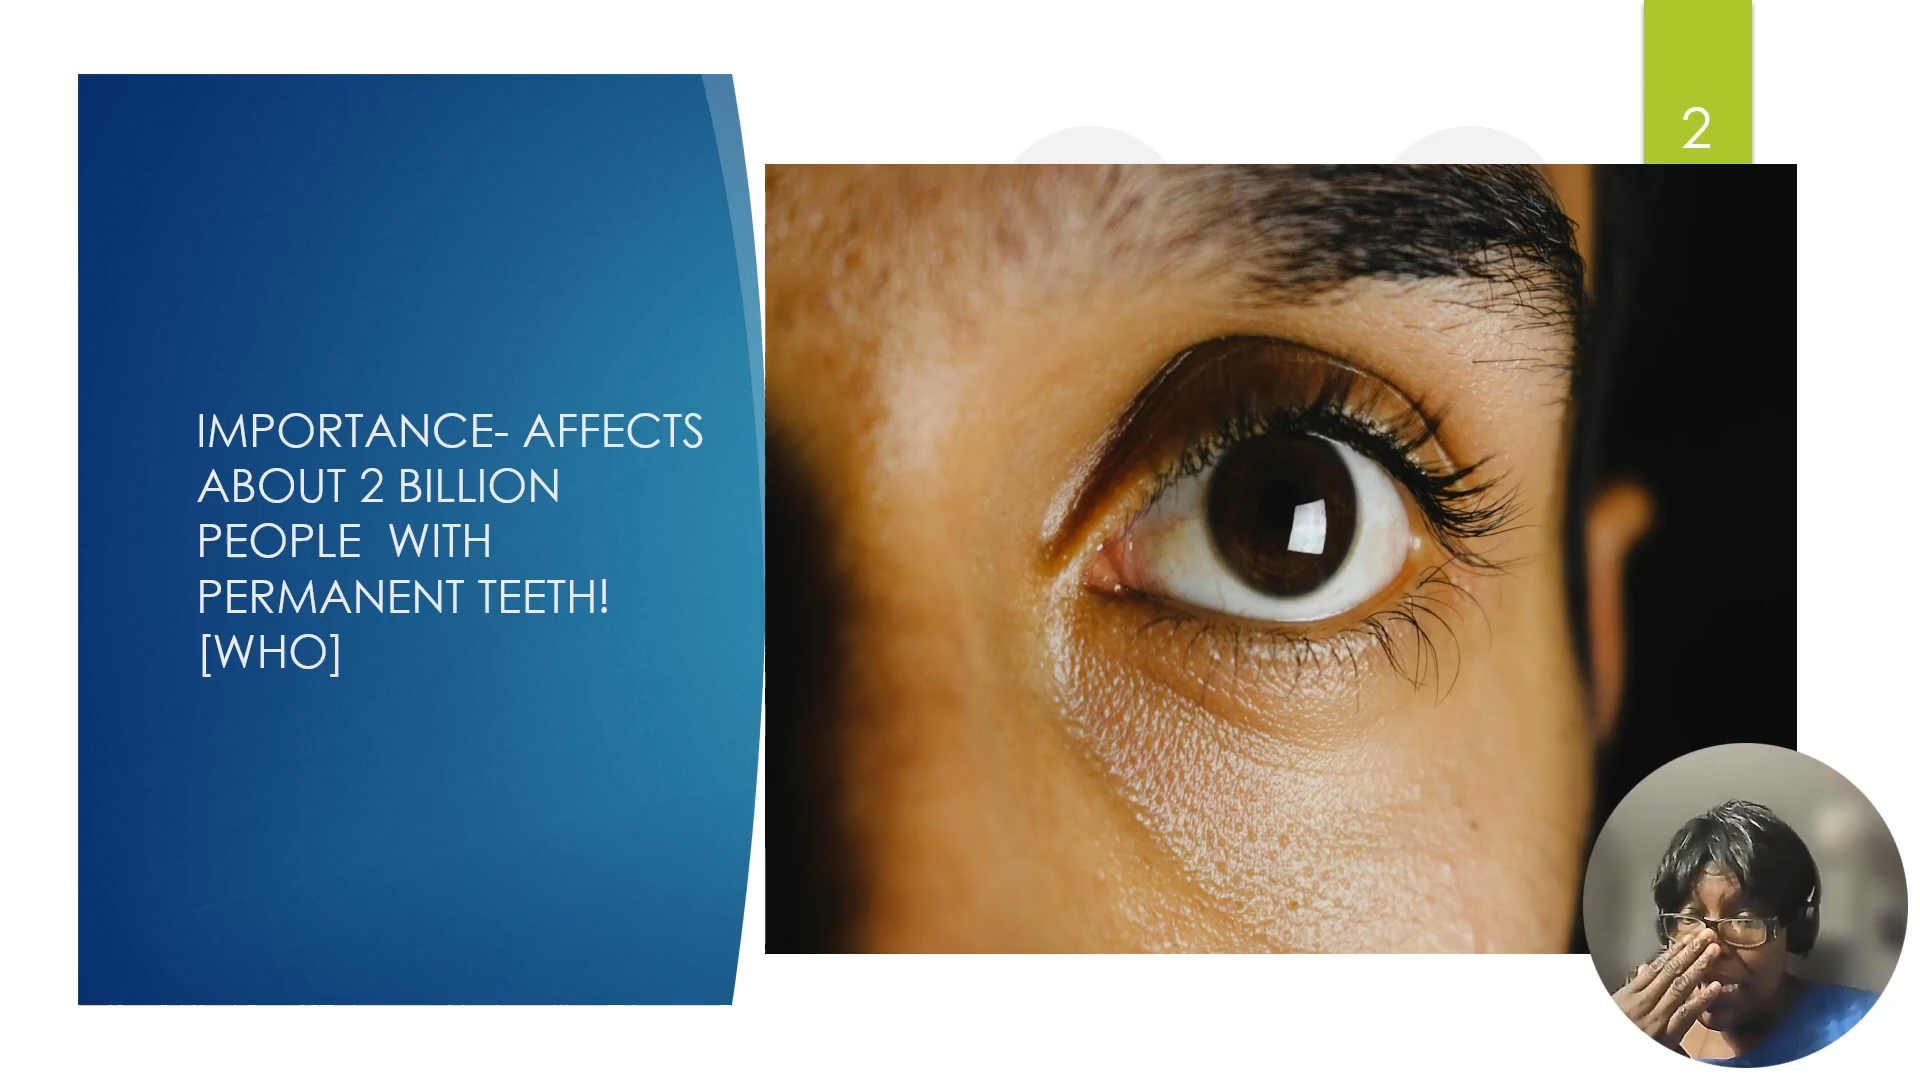 2
IMPORTANCE- AFFECTS
ABOUT 2 BILLION
PEOPLE  WITH
PERMANENT TEETH!
[WHO]